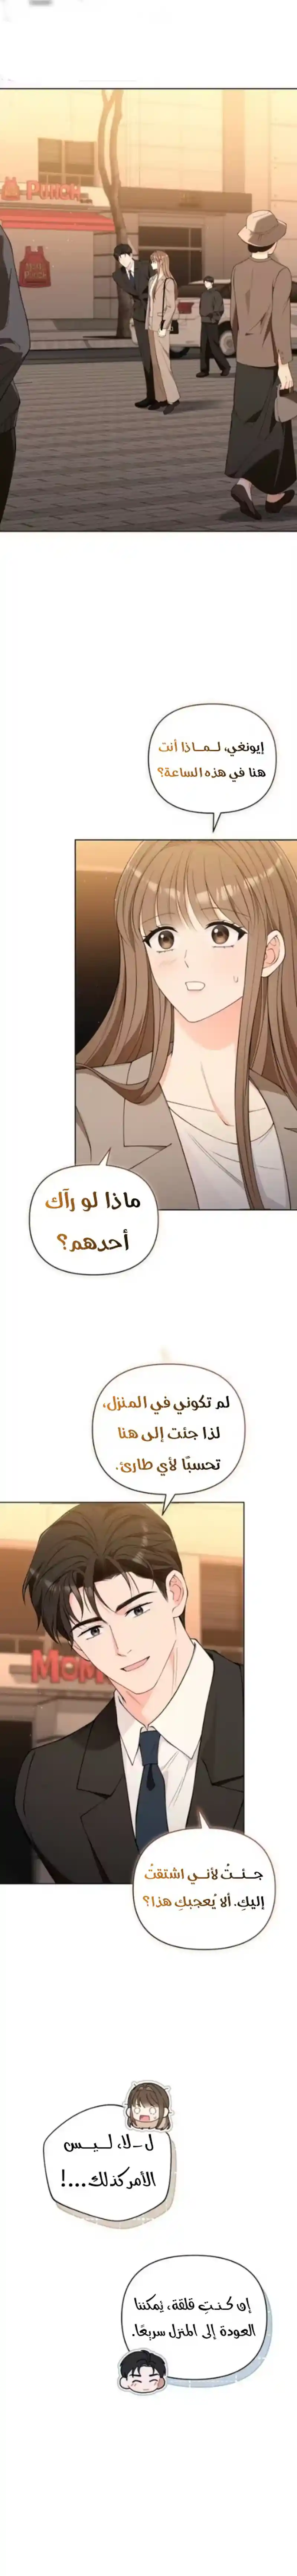 PUNCH
إيونغي، لـمـاذا أنت
هنا في هذه الساعة؟
ماذا لو رآك
أحدهم؟
لم تكوني في المنزل،
لذا جئت إلى هنا
تحسبًا لأي طارئ.
MOM
جـئـتُ لأنـي اشتقتُ
إليكِ. ألا يُعجبكِ هذا؟
ل-لا، لـيـس
الأمر كذلك...!
إن كـنـتِ قلقة، يُمكننا
العودة إلى المنزل سريعًا.